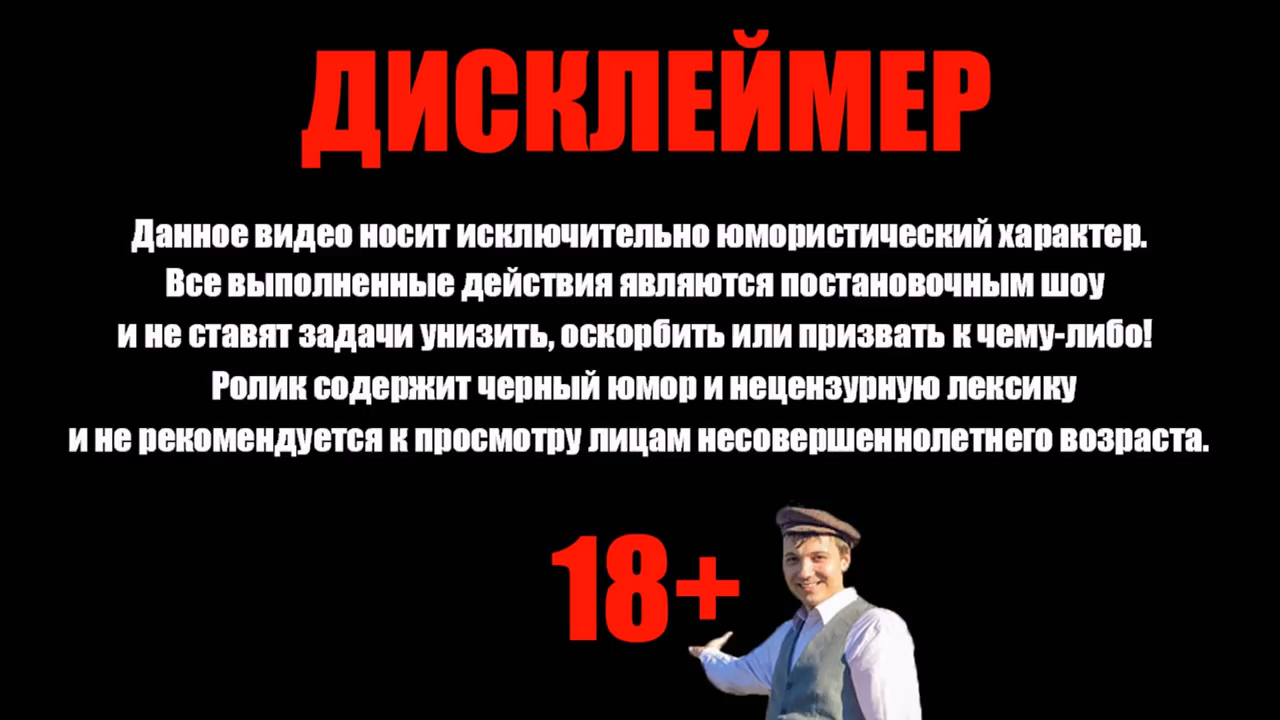 ДИСКЛЕЙМЕР
Данное видео носит исключительно юмористический характер.
Все выполненные действия являются постановочным шоу
и не ставят задачи унизить, оскорбить или призвать к чему-либо!
Ролик содержит черный юмор и нецензурную лексику
и не рекомендуется к просмотру лицам несовершеннолетнего возраста.
18+